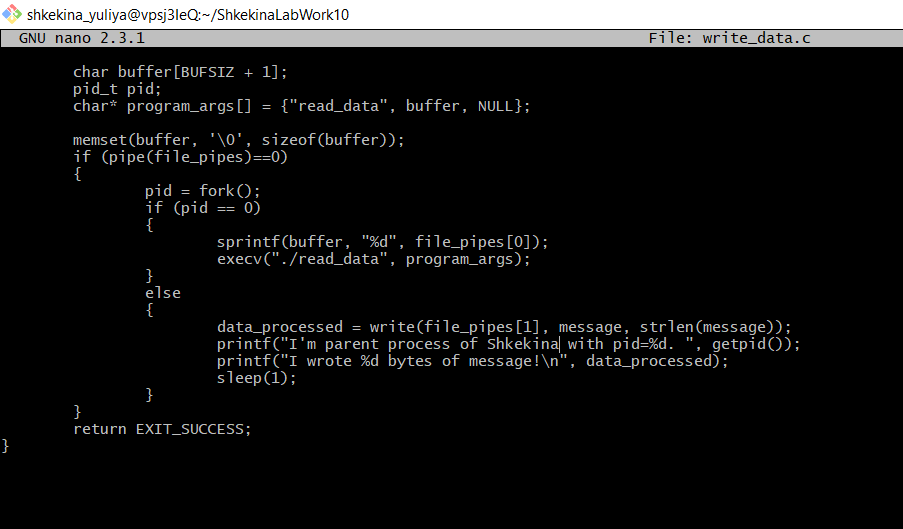 shkekina_yuliya@vpsj3IeQ:~/ShkekinaLabWork10
GNU nano 2.3.1 File: write_data.c
char buffer[BUFSIZ + 1];
pid_t pid;
char* program_args[] = {"read_data", buffer, NULL};
memset(buffer, '\0', sizeof(buffer));
if (pipe(file_pipes)==0)
{
pid = fork();
if (pid == 0)
{
sprintf(buffer, "%d", file_pipes[0]);
execv("./read_data", program_args);
}
else
{
data_processed = write(file_pipes[1], message, strlen(message));
printf("I'm parent process of Shkekina with pid=%d. ", getpid());
printf("I wrote %d bytes of message!\n", data_processed);
sleep(1);
}
}
return EXIT_SUCCESS;
}